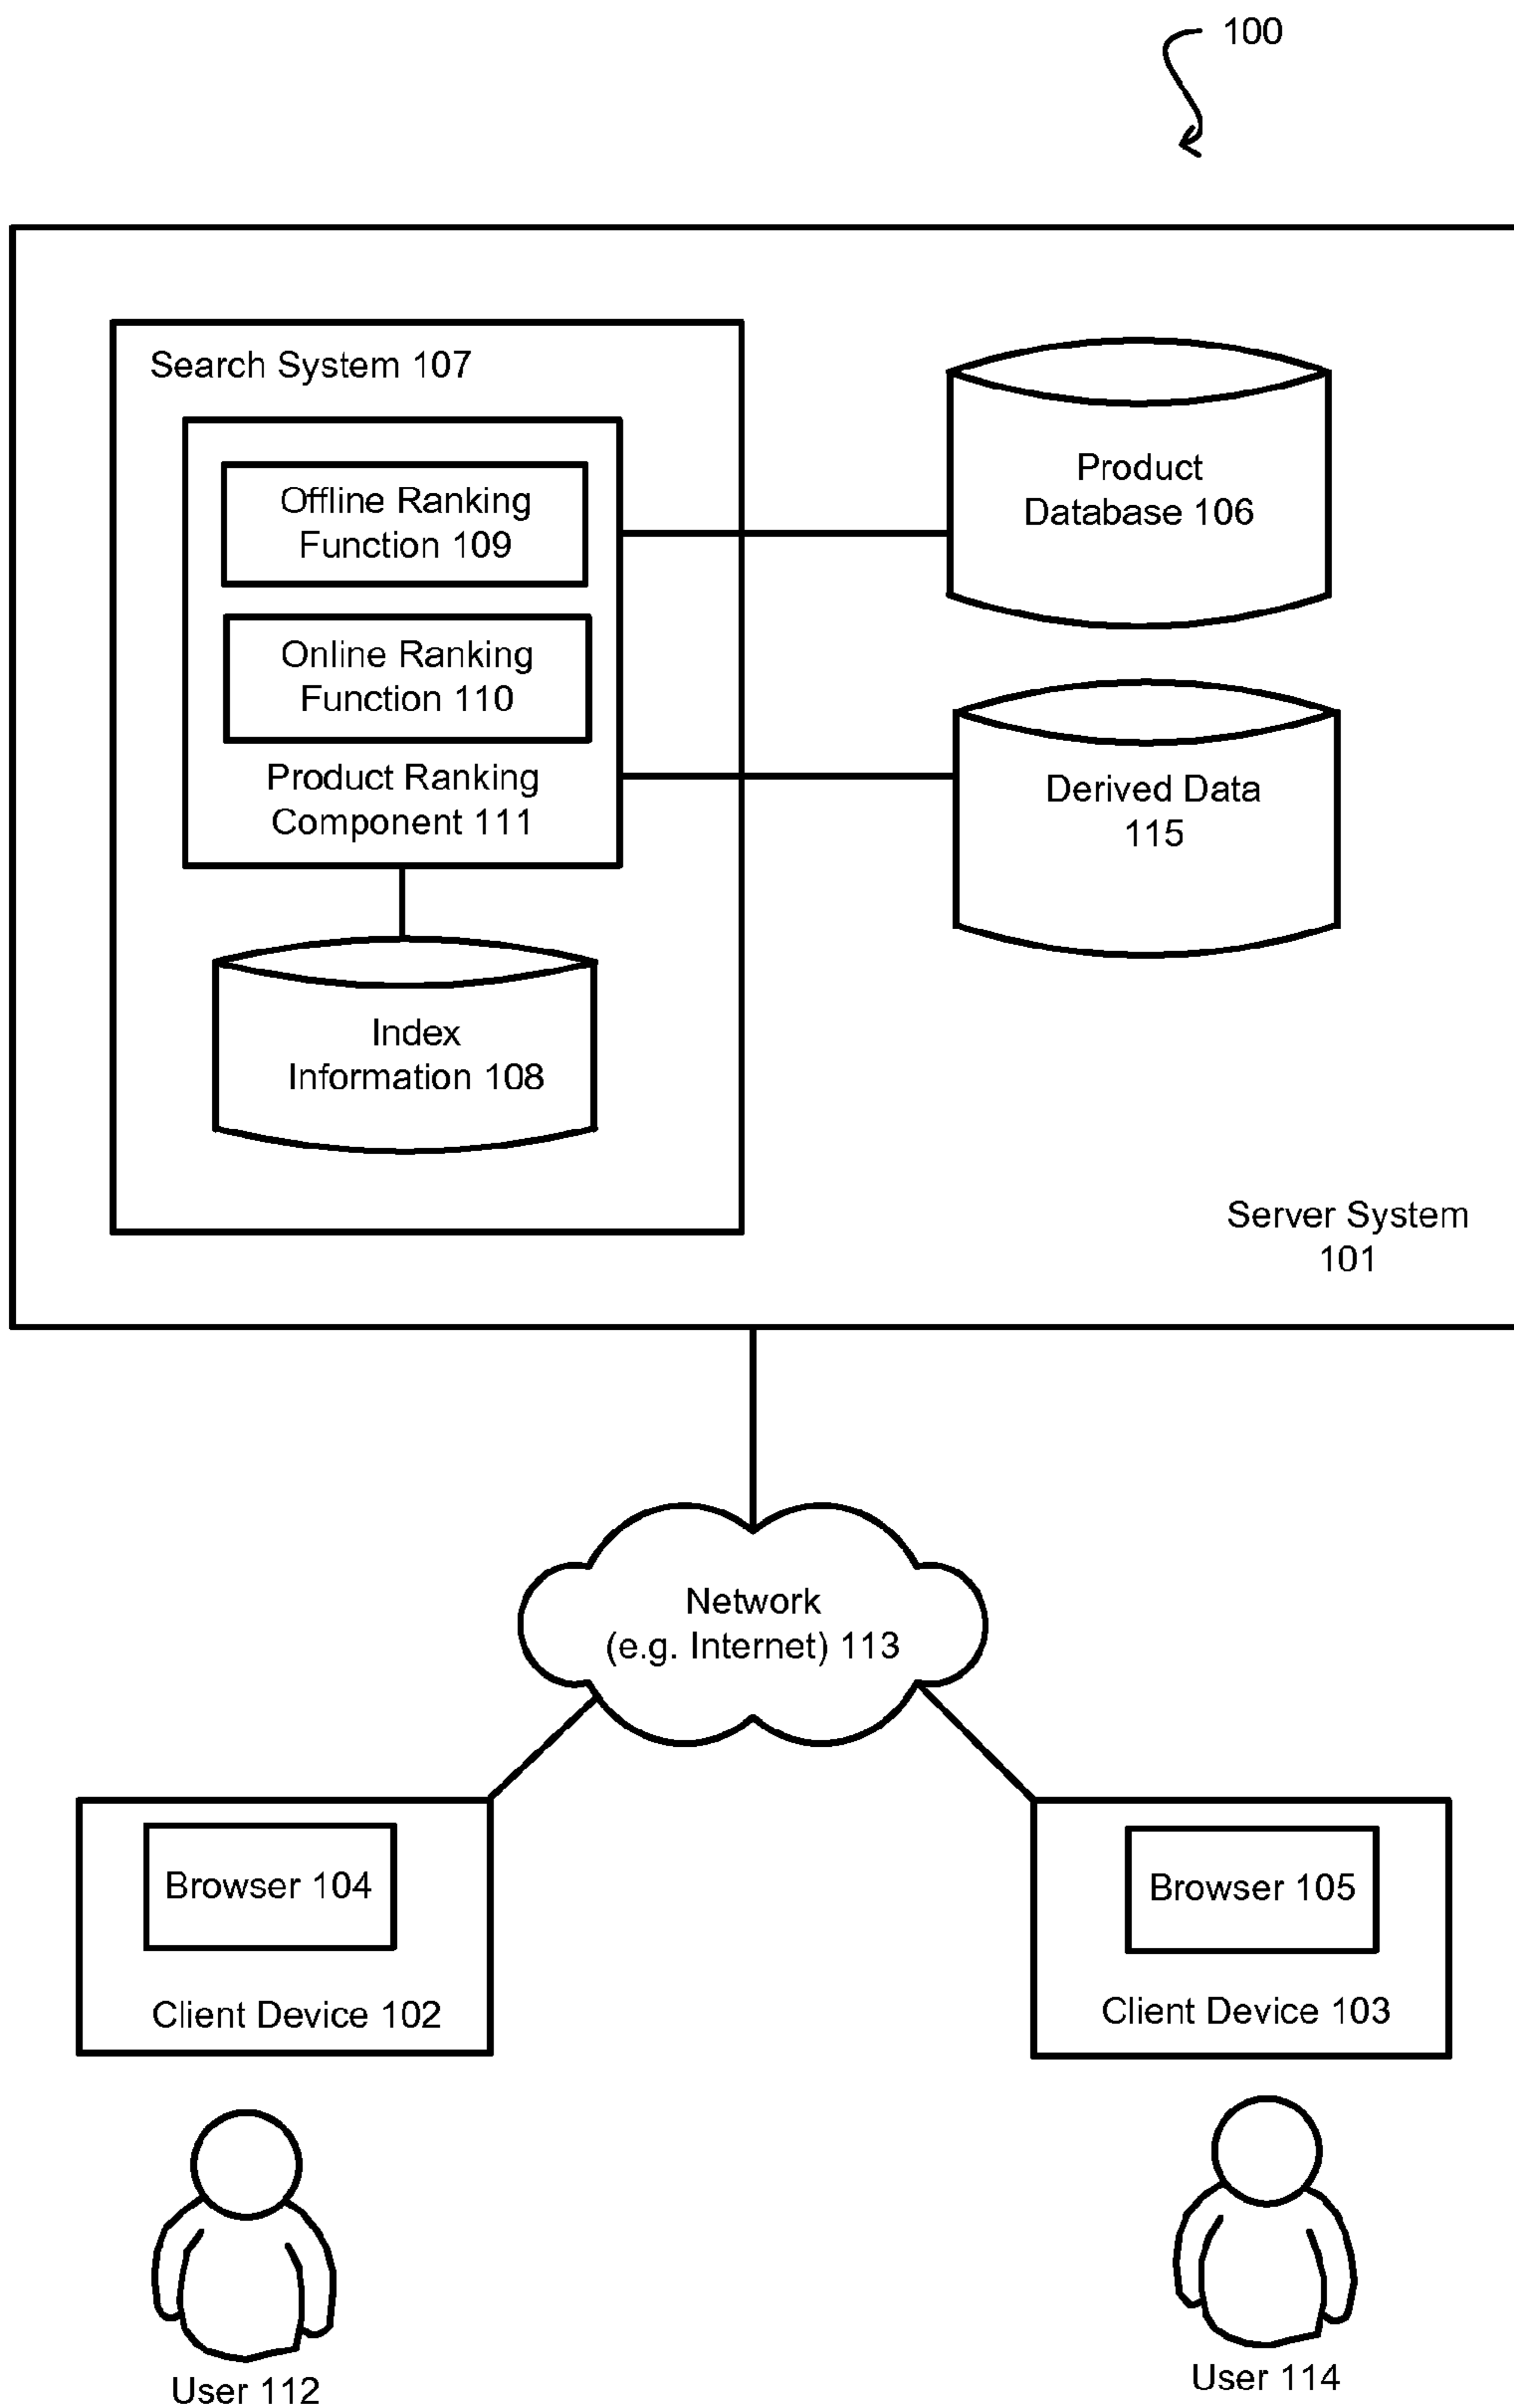 100
Search System 107
Offline Ranking
Function 109
Online Ranking
Function 110
Product Ranking
Component 111
Index
Information 108
Product
Database 106
Derived Data
115
Server System
101
Network
(e.g. Internet) 113
Browser 104
Client Device 102
Browser 105
Client Device 103
User 112
User 114